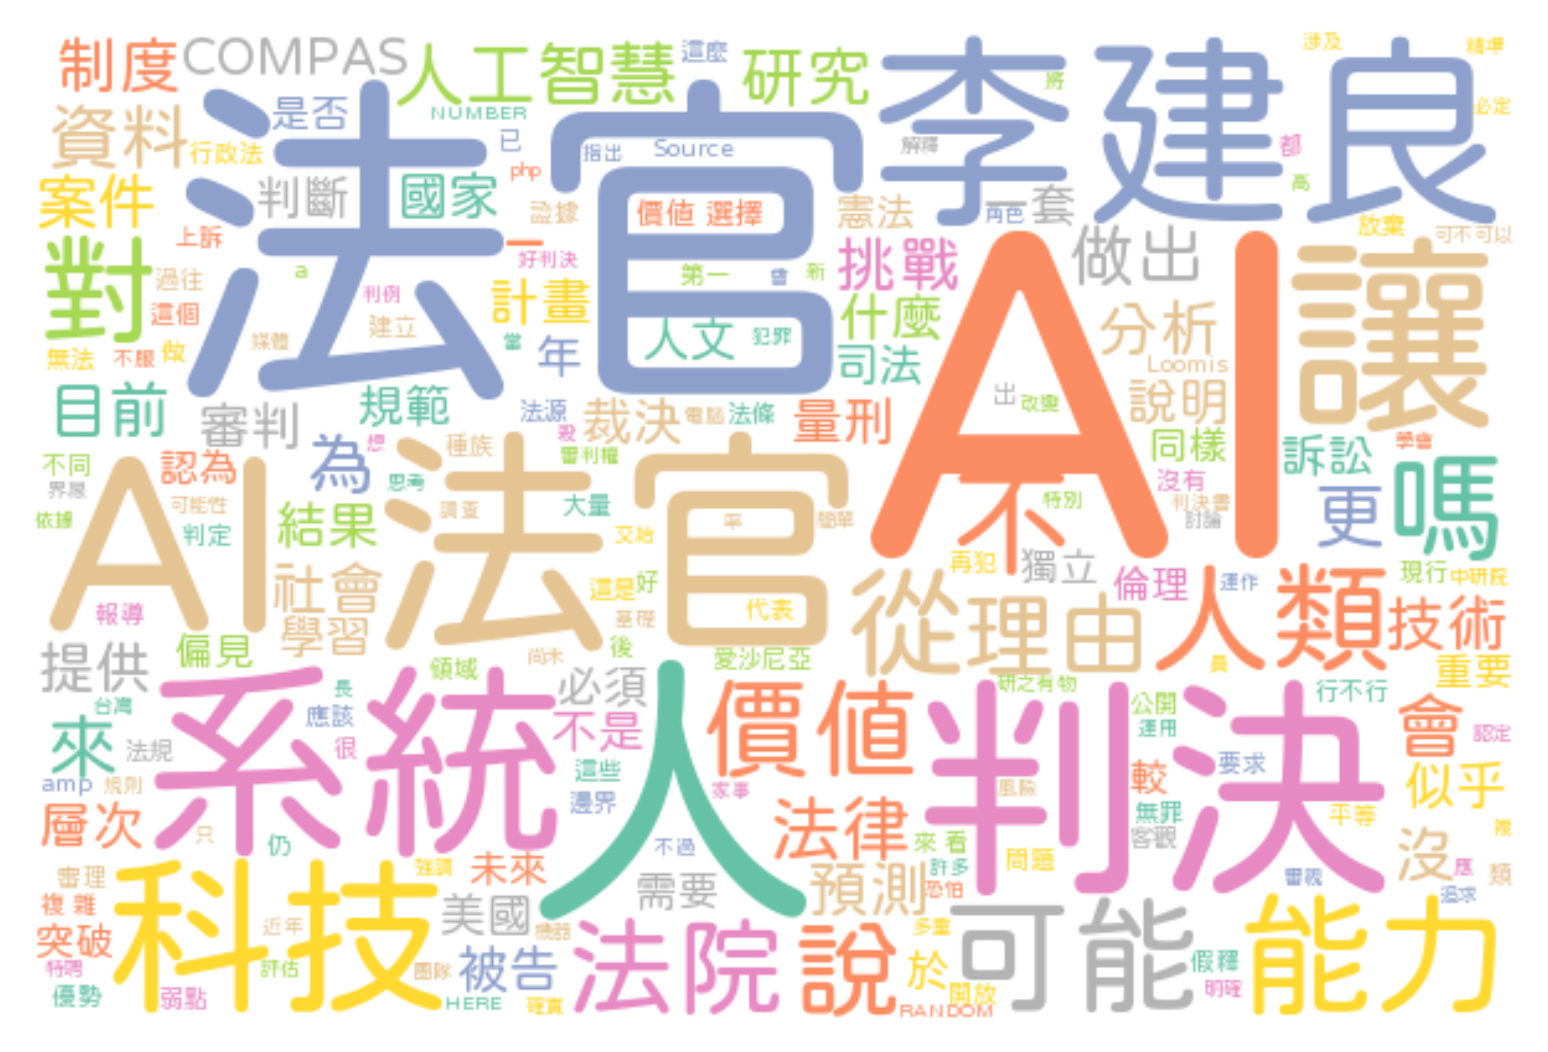 制度
COMPAS
人工智慧
這麼
研究
李建良
涉及
精準
資料
是否
NUMBER
已
法官
指出
Source
解釋
將
都
必定
行政法
php
高
案件
判斷
國家
證據
價值 選擇
憲法
兩色
一套
放棄
可不可以
上訴
一
好判決
做出
對
過往
a
判例
計畫
第一
會
新
挑戰
AI
讓
這個
建立
人文
犯罪
什麼
分析
無法
不服
做
媒體
當
年
司法
Loomis
目前
審判
規範
法源
裁決
電腦
法條
量刑
出
改變
說明
想
殺
同樣
學會
不同
認為
為
種族
審判權
不
沒有
訴訟
嗎
界限
思考
AI法官
可能性
調查
大量
率
簡單
特別
判決書
討論
更
依據
判定
結果
交給
再犯
獨立
倫理
運作
現行
中研院
社會
這是
好
代表
從
理由
人類
技術
報導
學習
基礎
後
提供
偏見
領域
尚未
愛沙尼亞
員
重要
必須
研之有物
行不行
台灣
長
系統
人
價值
判決
公開
會
來
應該
不是
運用
認定
法規
很
這些
要求
amp
規則
邊界
家事
風險
較
似乎
層次
只
法律
無罪
平等
仍
不過
來看
客觀
複
未來
問題
沒
審理
科技
強調
需要
預測
許多
恐怕
審視
應
類
追求
複雜
美國
可能
能力
突破
近年
機器
法院
說
多重
特聘
評估
團隊
被告
於
假釋
優勢
弱點
HERE
確實
開放
明確
RANDOM